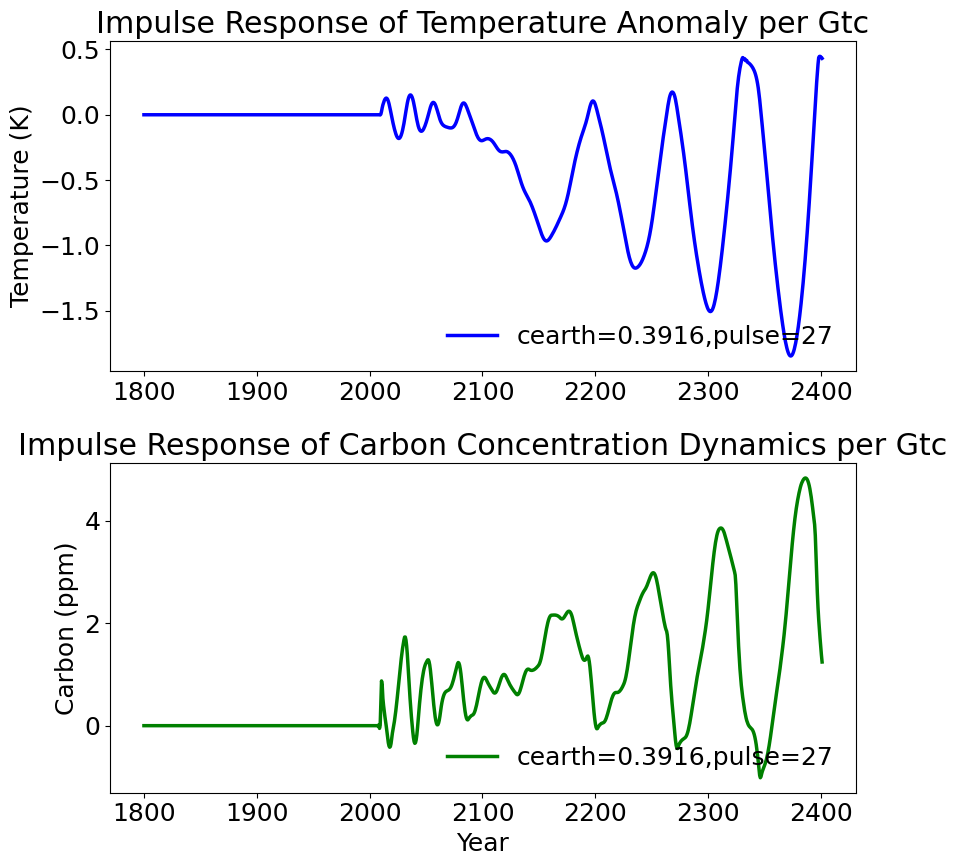 Impulse Response of Temperature Anomaly per Gtc
0.5
0.0
−0.5
−1.0
−1.5
Temperature (K)
cearth=0.3916,pulse=27
1800 1900 2000 2100 2200 2300 2400
Impulse Response of Carbon Concentration Dynamics per Gtc
4
2
0
Carbon (ppm)
cearth=0.3916,pulse=27
1800 1900 2000 2100 2200 2300 2400
Year